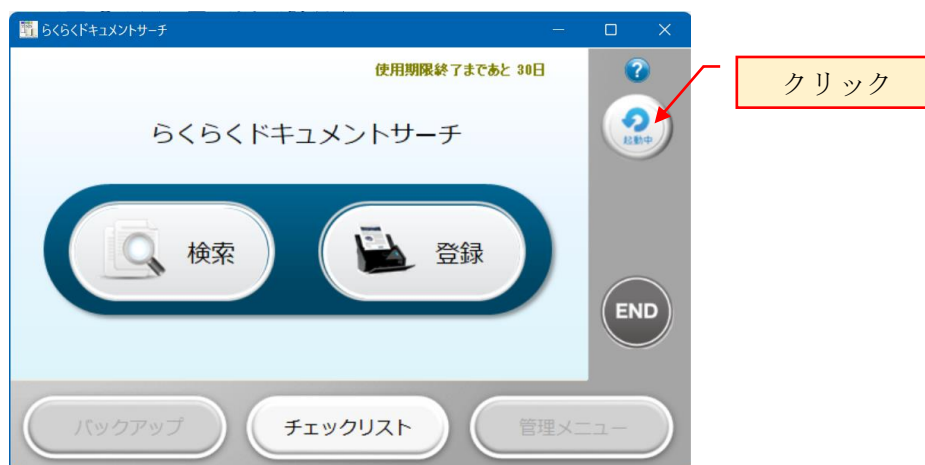 らくらくドキュメントサーチ
使用期限終了まであと 30日
クリック
らくらくドキュメントサーチ
起動中
検索
登録
END
バックアップ
チェックリスト
管理メニュー